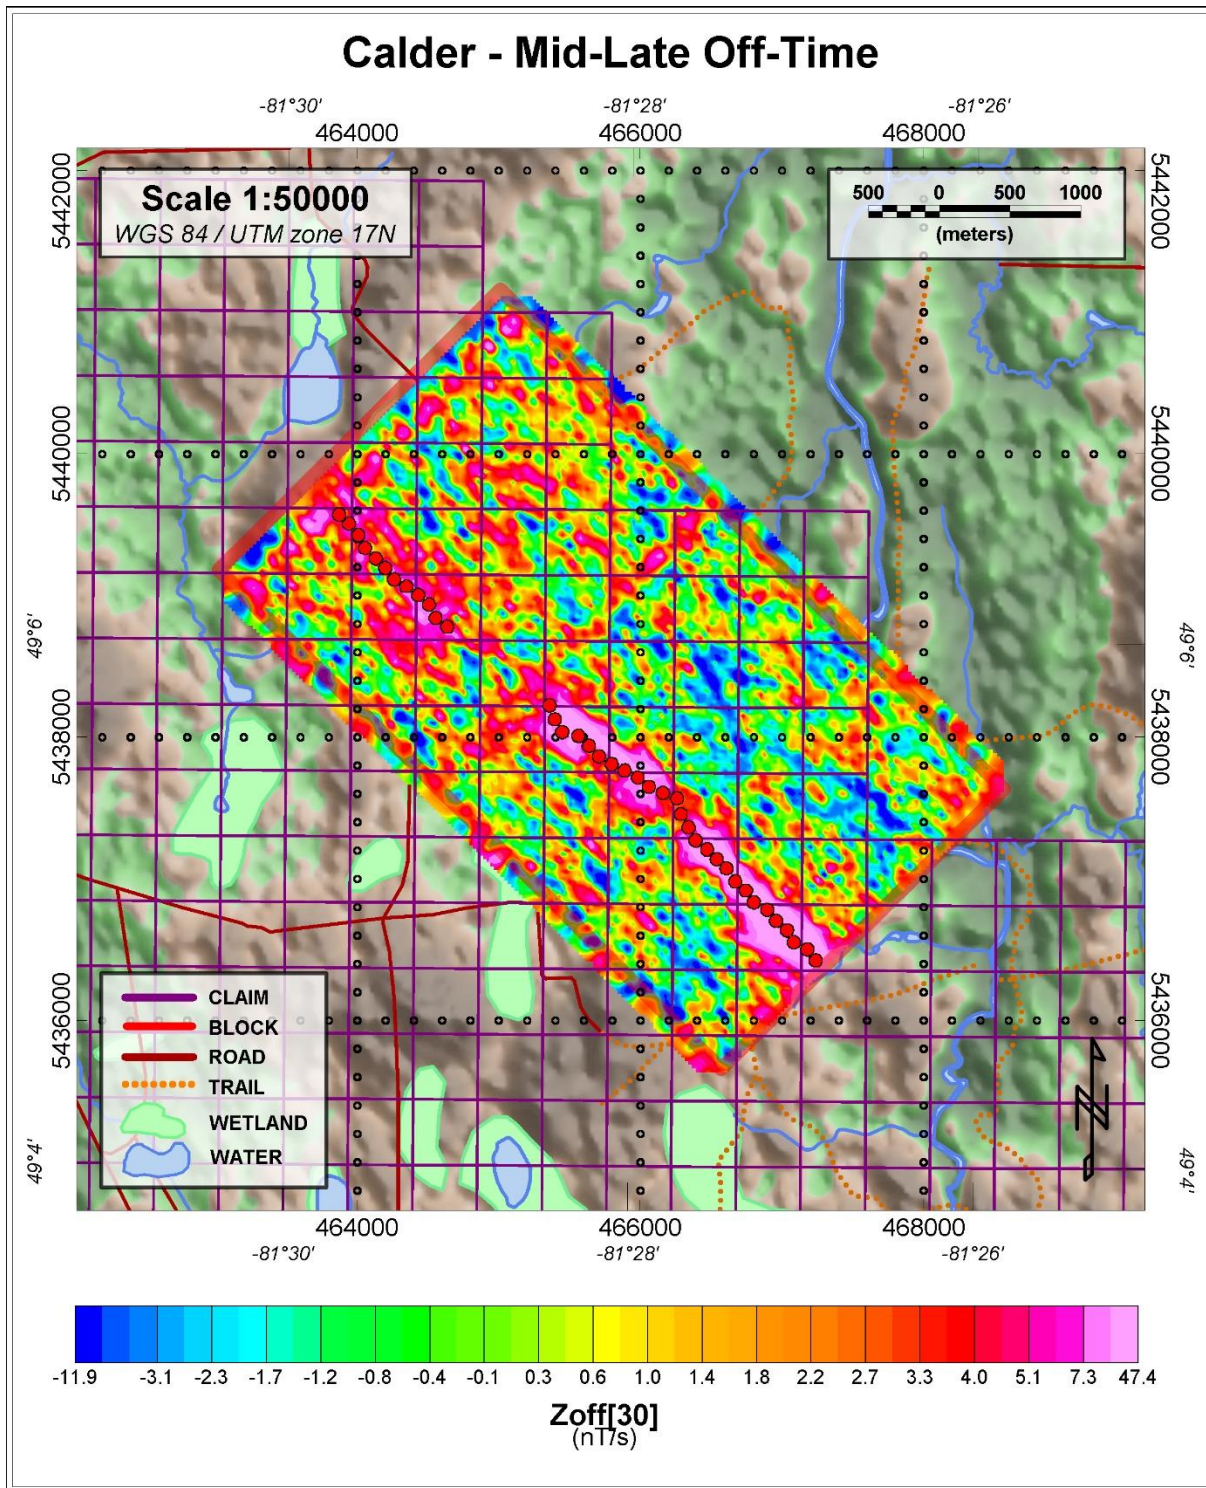 Calder - Mid-Late Off-Time
-81°30' -81°28' -81°26'
464000 466000 468000
Scale 1:50000
WGS 84 / UTM zone 17N
500 0 500 1000
(meters)
5442000 5442000
5440000 5440000
49°6' 49°6'
5438000 5438000
5436000 5436000
49°4' 49°4'
CLAIM
BLOCK
ROAD
TRAIL
WETLAND
WATER
464000 466000 468000
-81°30' -81°28' -81°26'
-11.9 -3.1 -2.3 -1.7 -1.2 -0.8 -0.4 -0.1 0.3 0.6 1.0 1.4 1.8 2.2 2.7 3.3 4.0 5.1 7.3 47.4
Zoff[30]
(nT/s)